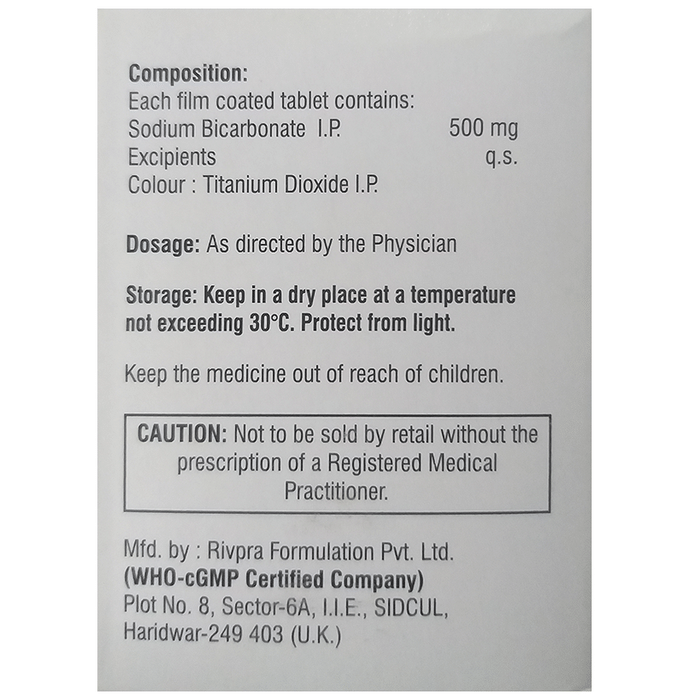 Composition:
Each film coated tablet contains:
Sodium Bicarbonate I.P. 500 mg
Excipients q.s.
Colour : Titanium Dioxide I.P.
Dosage: As directed by the Physician
Storage: Keep in a dry place at a temperature
not exceeding 30°C. Protect from light.
Keep the medicine out of reach of children.
CAUTION: Not to be sold by retail without the
prescription of a Registered Medical
Practitioner.
Mfd. by : Rivpra Formulation Pvt. Ltd.
(WHO-cGMP Certified Company)
Plot No. 8, Sector-6A, I.I.E., SIDCUL,
Haridwar-249 403 (U.K.)